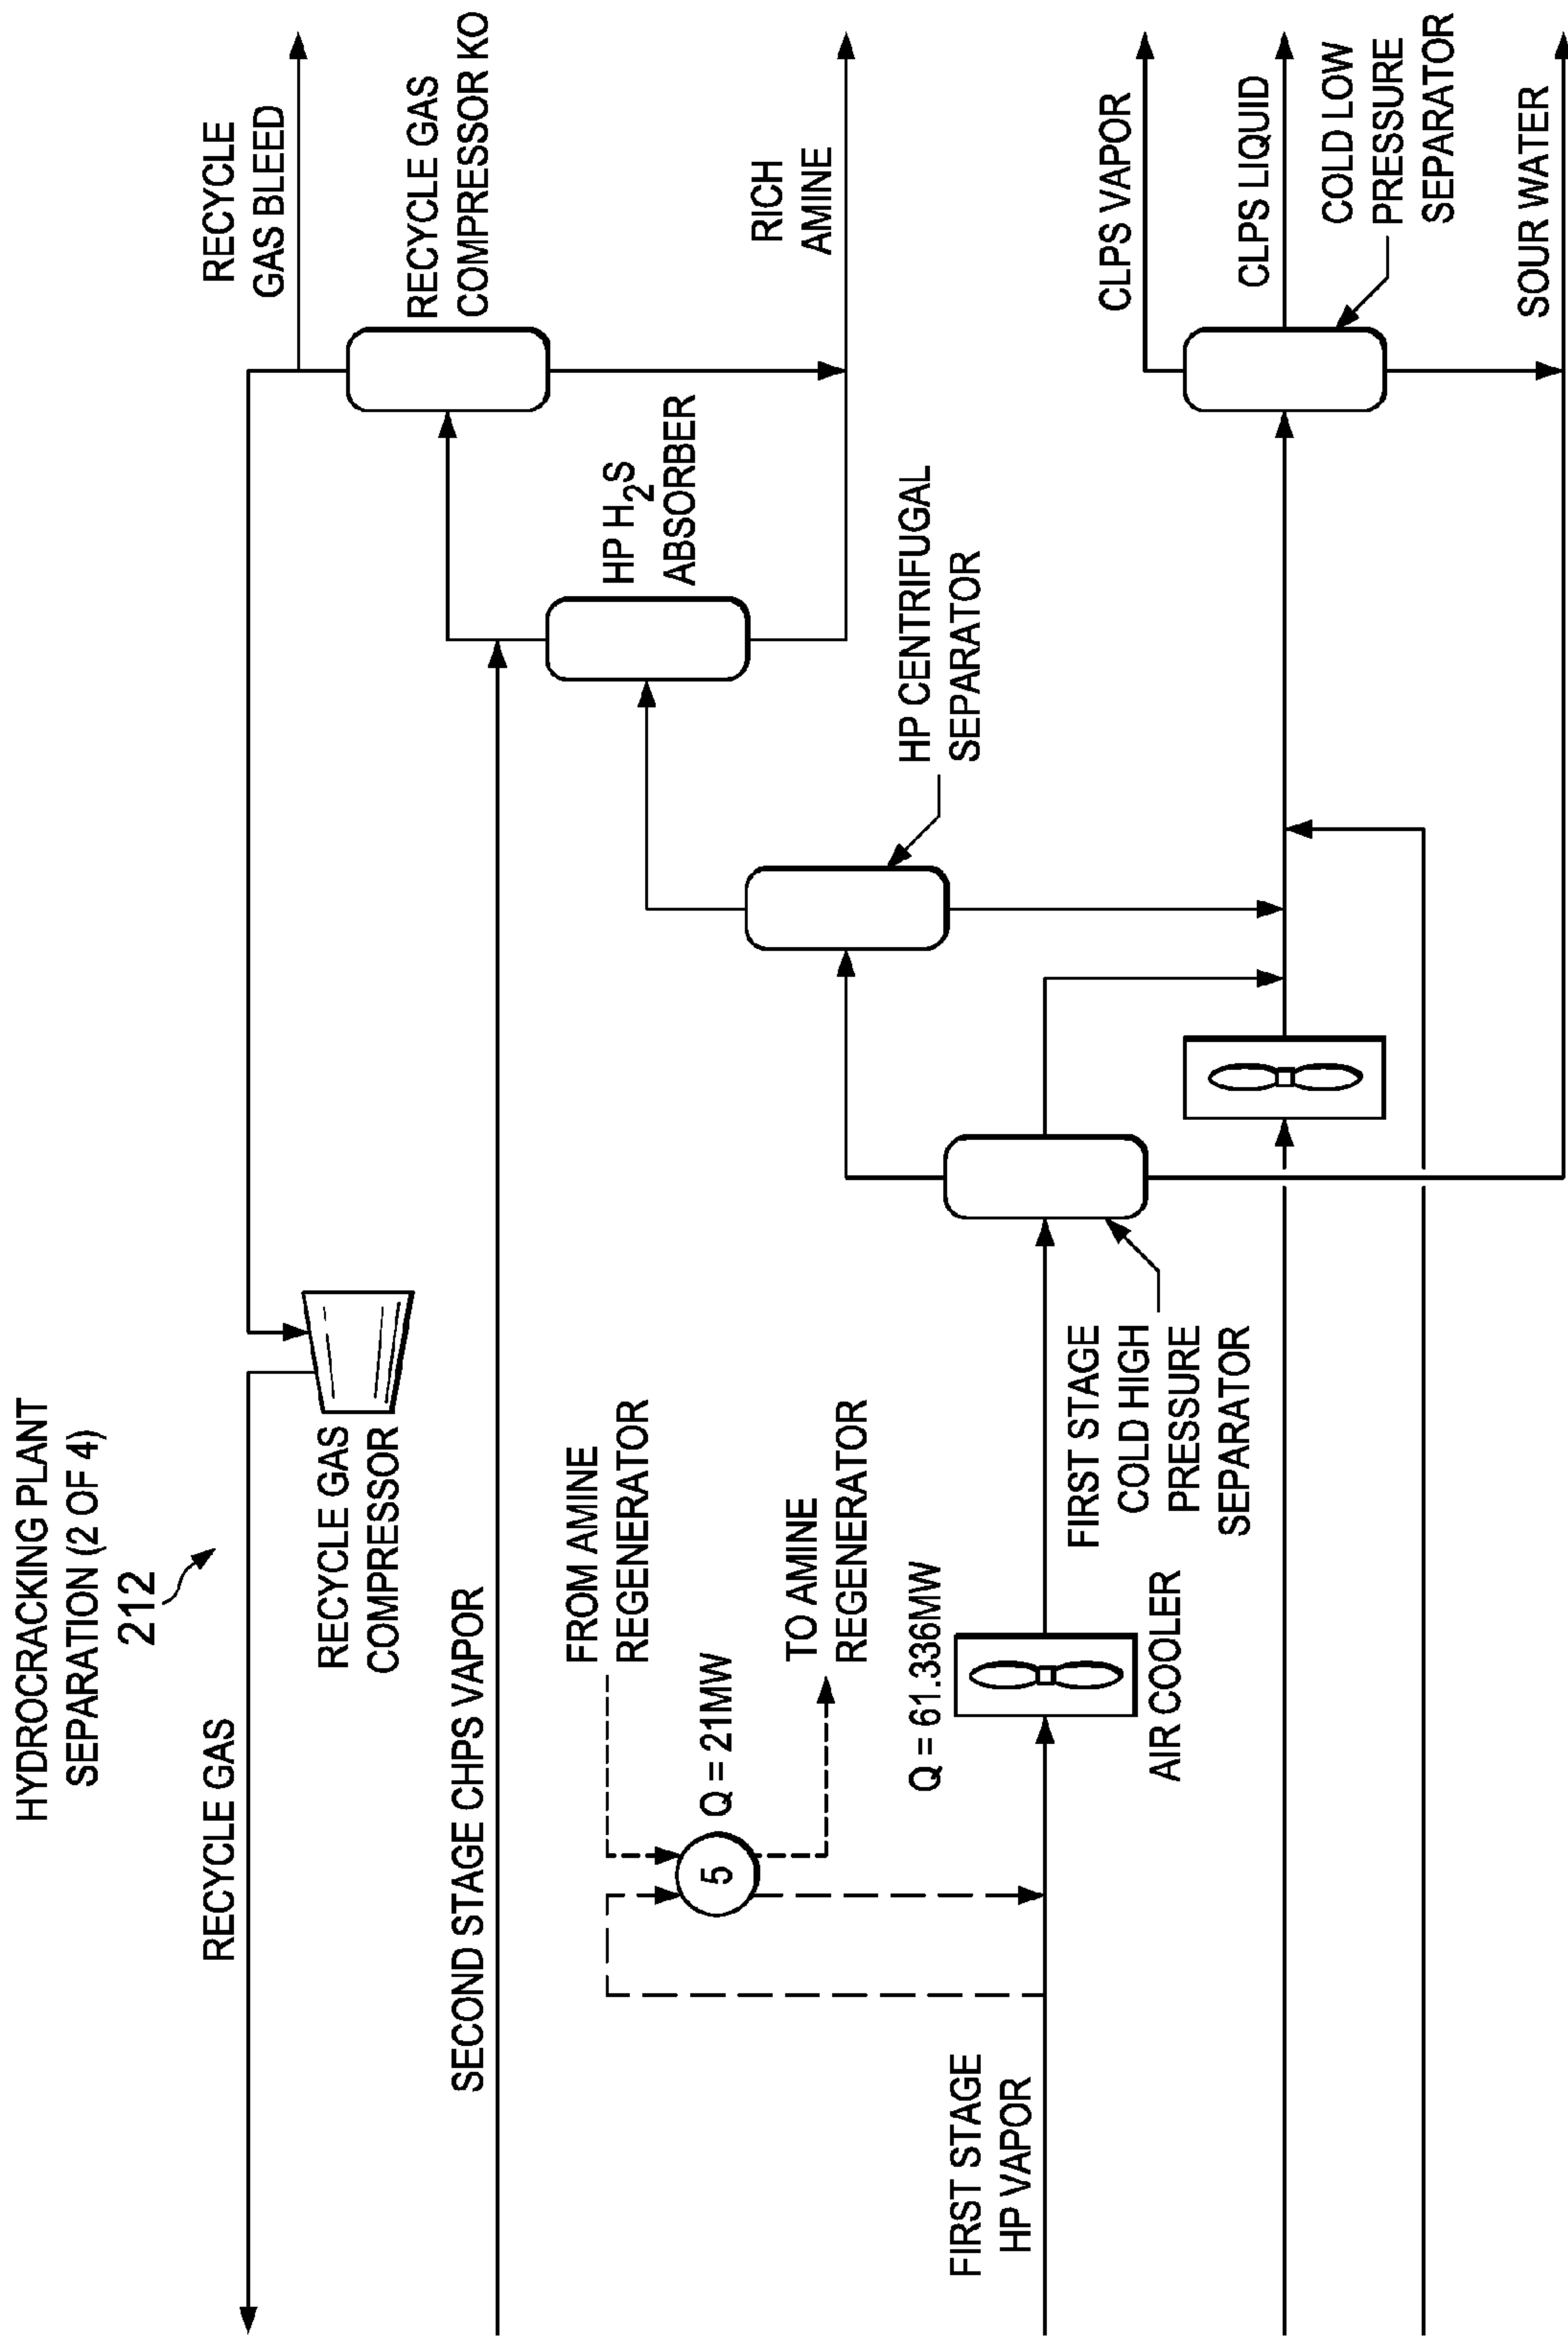 HYDROCRACKING PLANT
SEPARATION (2 OF 4)
212
RECYCLE GAS
RECYCLE GAS
COMPRESSOR
RECYCLE
GAS BLEED
RECYCLE GAS
COMPRESSOR KO
SECOND STAGE CHPS VAPOR
HP H2S
ABSORBER
RICH
AMINE
FROM AMINE
REGENERATOR
5
Q = 21MW
TO AMINE
REGENERATOR
HP CENTRIFUGAL
SEPARATOR
FIRST STAGE
HP VAPOR
Q = 61.336MW
AIR COOLER
FIRST STAGE
COLD HIGH
PRESSURE
SEPARATOR
CLPS VAPOR
CLPS LIQUID
COLD LOW
PRESSURE
SEPARATOR
SOUR WATER